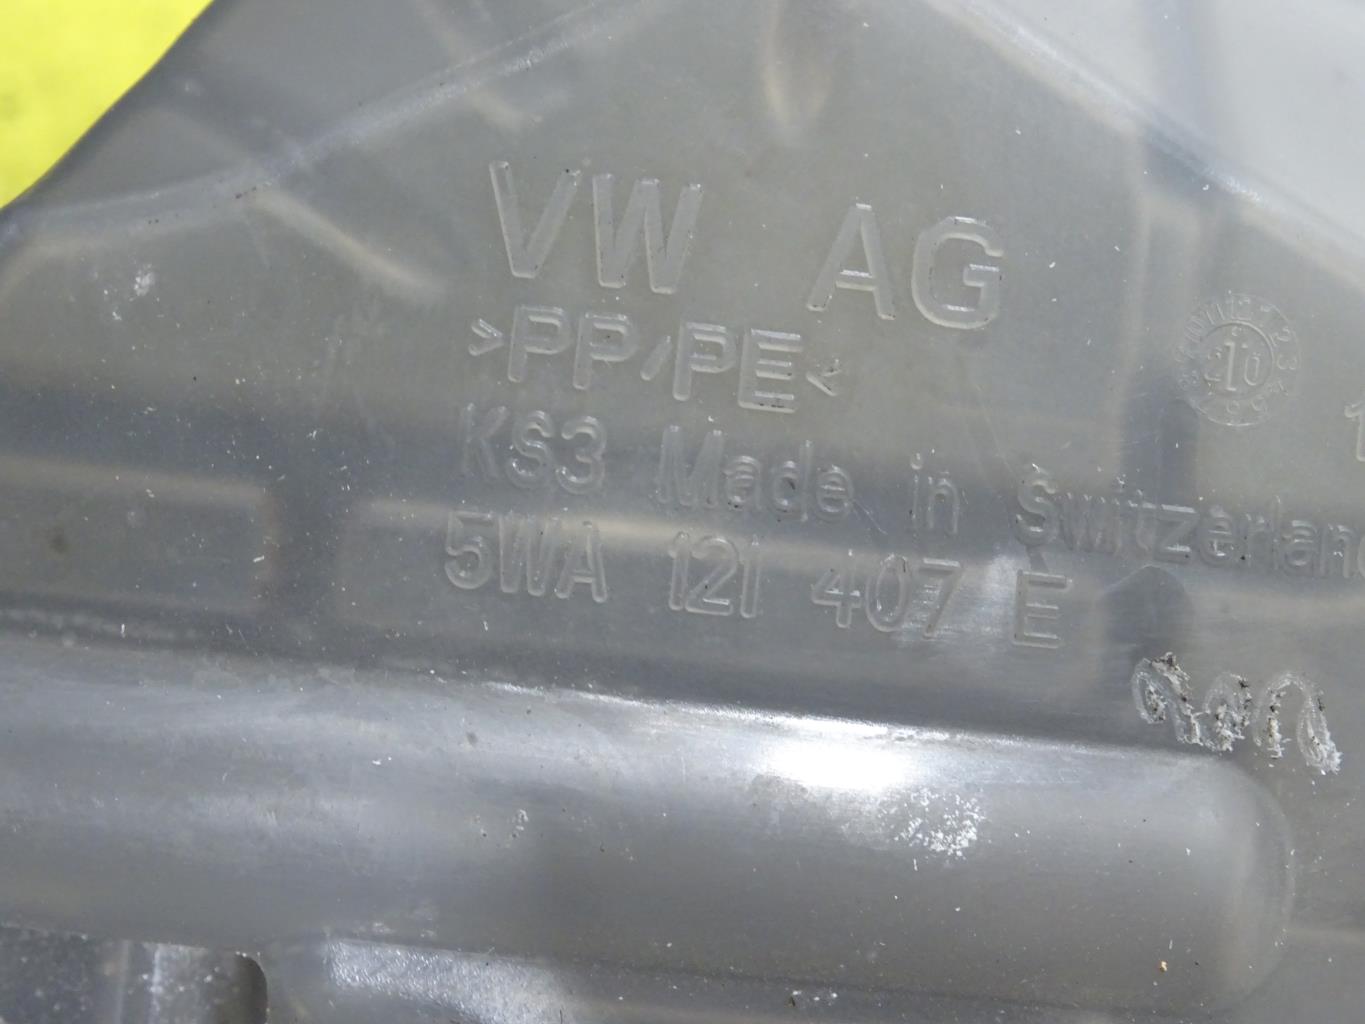 VW AG
>PP/PE<
KS3 Made in Switzerland
5WA 121 407 E